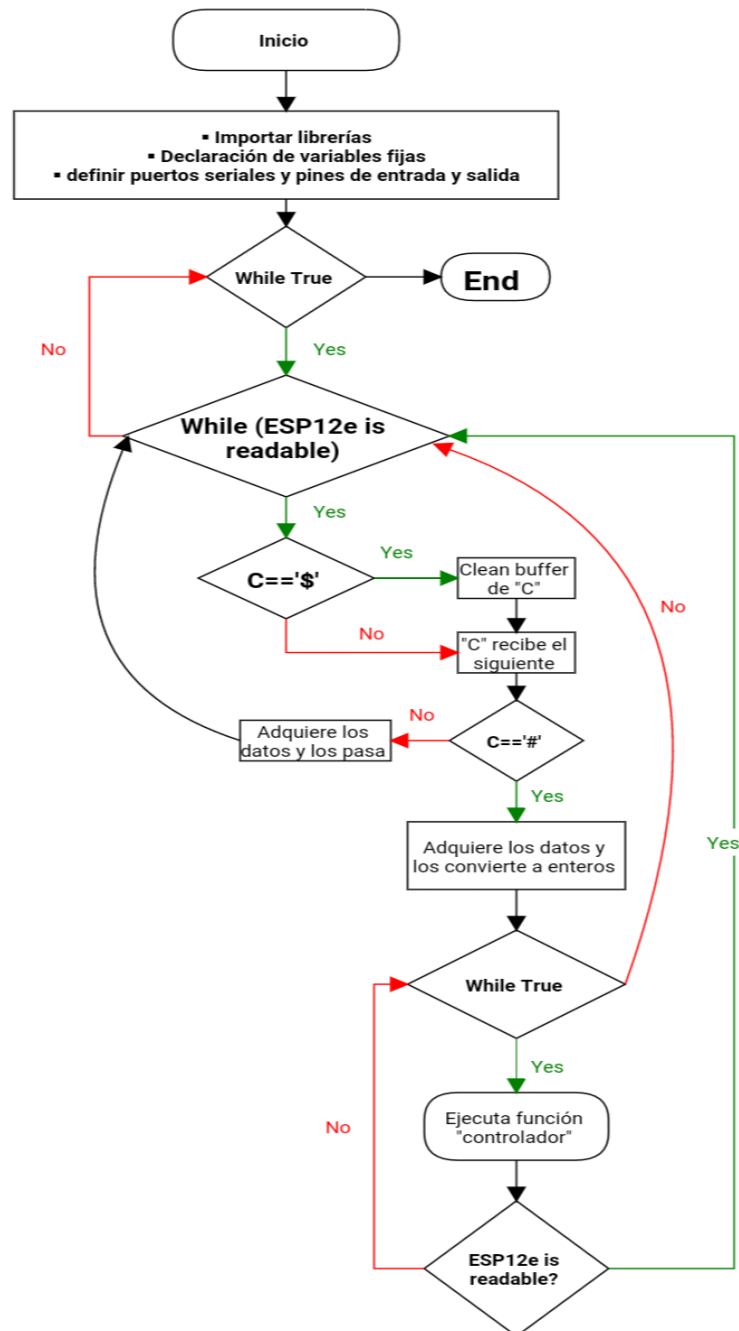 Inicio
▪ Importar librerías
▪ Declaración de variables fijas
▪ definir puertos seriales y pines de entrada y salida
While True
End
No
Yes
While (ESP12e is
readable)
Yes
C=='$'
Yes
Clean buffer
de "C"
No
"C" recibe el
siguiente
No
Adquiere los
datos y los pasa
No
C=='#'
Yes
Adquiere los datos y
los convierte a enteros
Yes
While True
Yes
Ejecuta función
"controlador"
No
ESP12e is
readable?